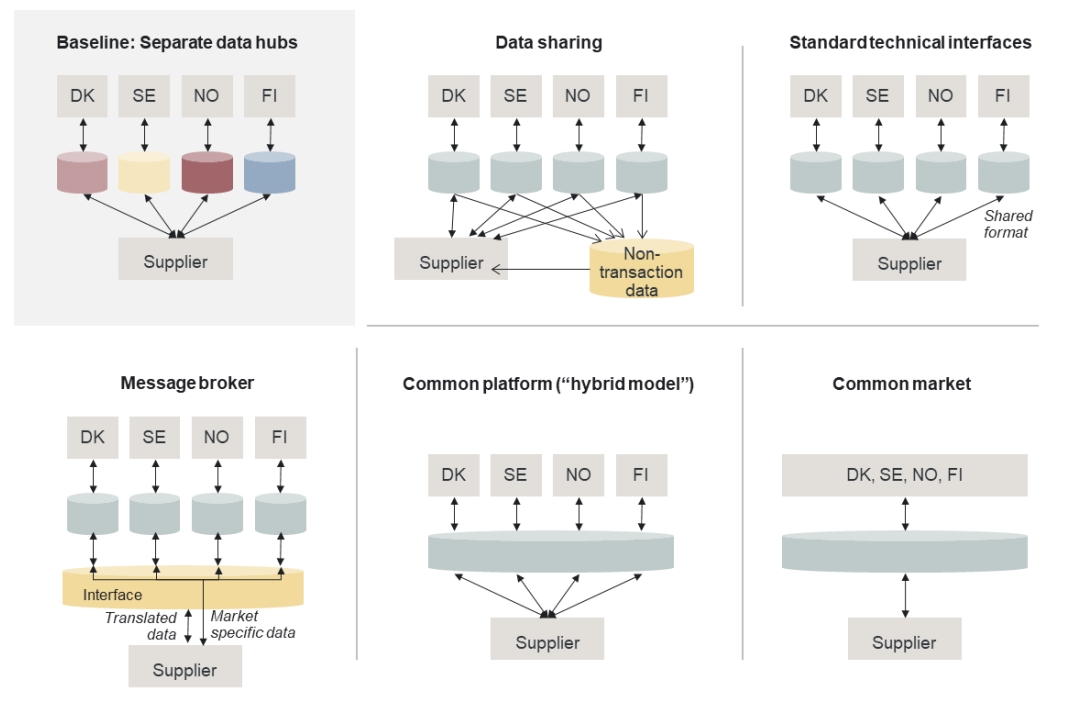 Baseline: Separate data hubs
DK SE NO FI
Supplier
Data sharing
DK SE NO FI
Supplier
Non-
transaction
data
Standard technical interfaces
DK SE NO FI
Shared
format
Supplier
Message broker
DK SE NO FI
Interface
Translated
data
Market
specific data
Supplier
Common platform (“hybrid model”)
DK SE NO FI
Supplier
Common market
DK, SE, NO, FI
Supplier